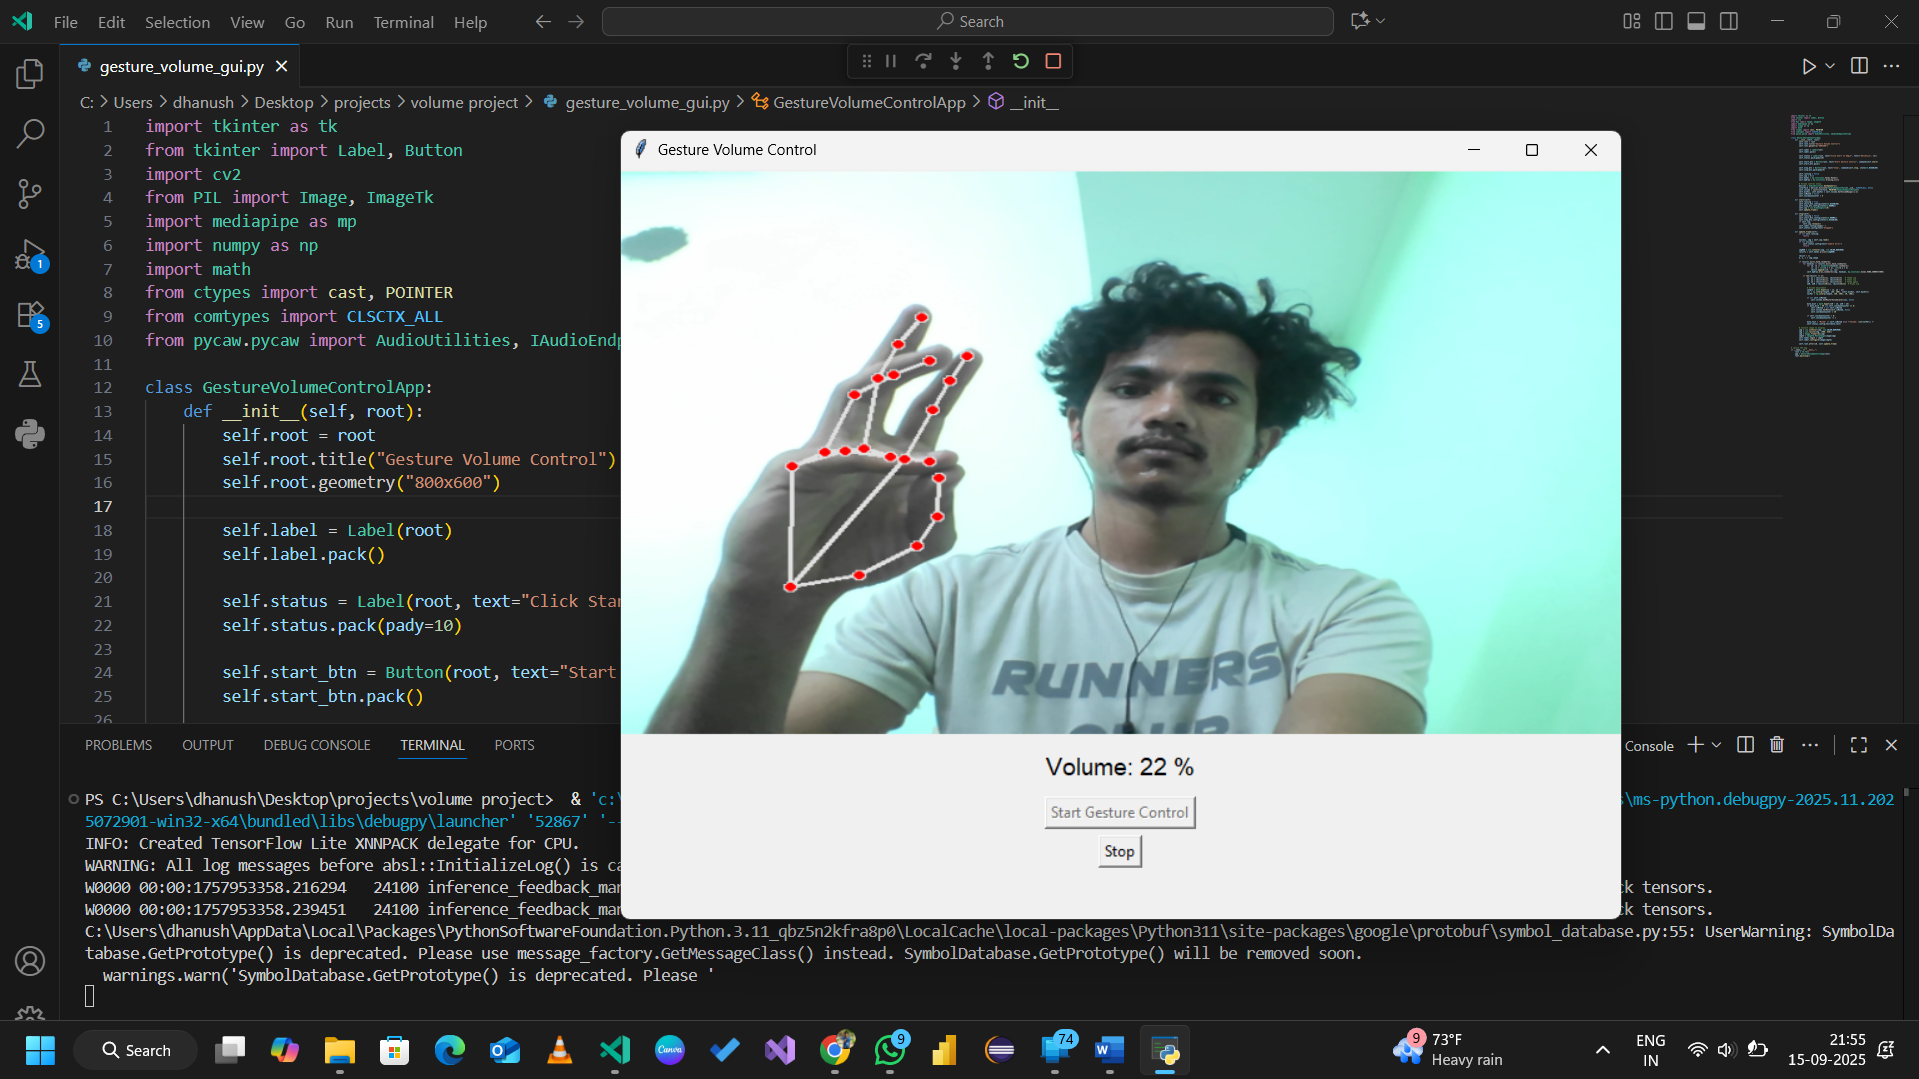 File Edit Selection View Go Run Terminal Help
Search
gesture_volume_gui.py
C: > Users > dhanush > Desktop > projects > volume project > gesture_volume_gui.py > GestureVolumeControlApp > __init__
1 import tkinter as tk
2 from tkinter import Label, Button
3 import cv2
4 from PIL import Image, ImageTk
5 import mediapipe as mp
6 import numpy as np
7 import math
8 from ctypes import cast, POINTER
9 from comtypes import CLSCTX_ALL
10 from pycaw.pycaw import AudioUtilities, IAudioEndp
11
12 class GestureVolumeControlApp:
13 def __init__(self, root):
14 self.root = root
15 self.root.title("Gesture Volume Control")
16 self.root.geometry("800x600")
17
18 self.label = Label(root)
19 self.label.pack()
20
21 self.status = Label(root, text="Click Star
22 self.status.pack(pady=10)
23
24 self.start_btn = Button(root, text="Start
25 self.start_btn.pack()
26
1
5
Gesture Volume Control
RUNNERS
CLUB
Volume: 22 %
Start Gesture Control
Stop
PROBLEMS OUTPUT DEBUG CONSOLE TERMINAL PORTS
Console
PS C:\Users\dhanush\Desktop\projects\volume project> & 'c:\
\ms-python.debugpy-2025.11.202
5072901-win32-x64\bundled\libs\debugpy\launcher' '52867' '--
INFO: Created TensorFlow Lite XNNPACK delegate for CPU.
WARNING: All log messages before absl::InitializeLog() is ca
W0000 00:00:1757953358.216294 24100 inference_feedback_mar
ck tensors.
W0000 00:00:1757953358.239451 24100 inference_feedback_mar
ck tensors.
C:\Users\dhanush\AppData\Local\Packages\PythonSoftwareFoundation.Python.3.11_qbz5n2kfra8p0\LocalCache\local-packages\Python311\site-packages\google\protobuf\symbol_database.py:55: UserWarning: SymbolDa
tabase.GetPrototype() is deprecated. Please use message_factory.GetMessageClass() instead. SymbolDatabase.GetPrototype() will be removed soon.
warnings.warn('SymbolDatabase.GetPrototype() is deprecated. Please '
Search
Canva
9
74
W
9
73°F
Heavy rain
ENG
IN
21:55
15-09-2025